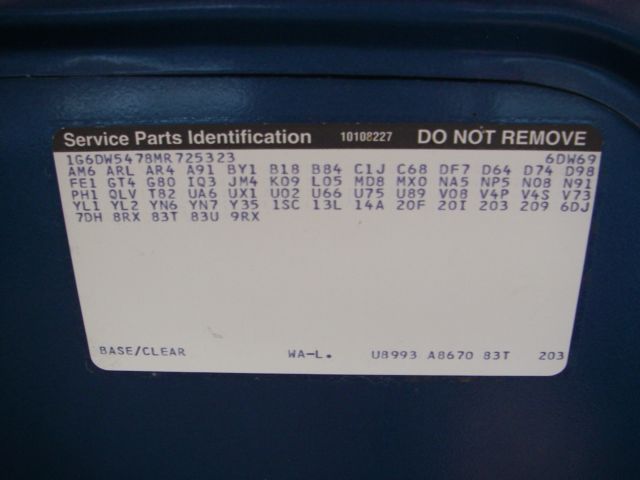 Service Parts Identification 10108227 DO NOT REMOVE
1G6DW5478MR725323 6DW69
AM6 ARL AR4 A91 BY1 B18 B84 C1J C68 DF7 D64 D74 D98
FE1 GT4 G80 IQ3 JM4 K09 L05 MD8 MX0 NA5 NP5 N08 N91
PH1 QLV T82 UA6 UX1 U02 U66 U75 U89 V08 V4P V4S V73
YL1 YL2 YN6 YN7 Y35 1SC 13L 14A 20F 20I 203 209 6DJ
7DH 8RX 83T 83U 9RX
BASE/CLEAR WA-L. U8993 A8670 83T 203